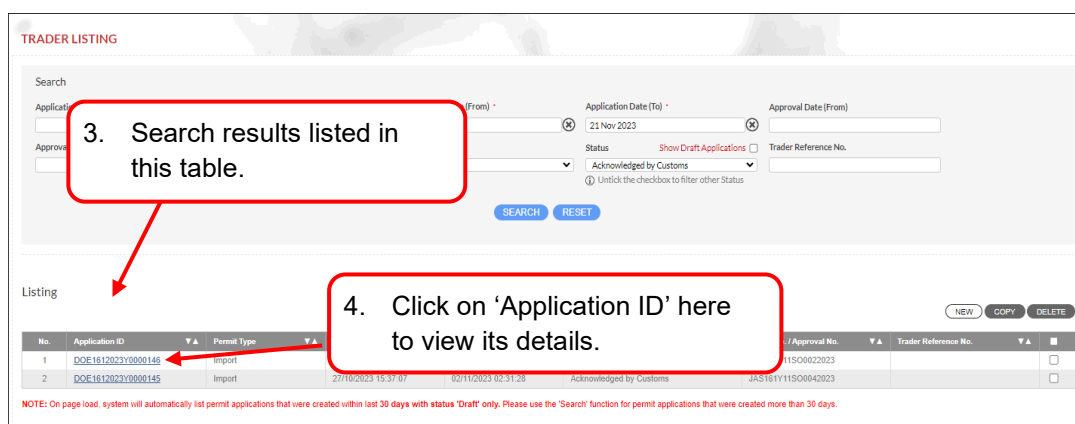 TRADER LISTING
Search
(From) * Application Date (To) * Approval Date (From)
21 Nov 2023
Status Show Draft Applications Trader Reference No.
Acknowledged by Customs
Untick the checkbox to filter other Status
3. Search results listed in
this table.
SEARCH RESET
Listing
4. Click on ‘Application ID’ here
to view its details.
NEW COPY DELETE
No. Application ID Permit Type / Approval No. Trader Reference No.
1 DOE1612023Y0000146 Import
2 DOE1612023Y0000145 Import 27/10/2023 15:37:07 02/11/2023 02:31:28 Acknowledged by Customs JAS161Y11SO0042023
NOTE: On page load, system will automatically list permit applications that were created within last 30 days with status 'Draft' only. Please use the 'Search' function for permit applications that were created more than 30 days.